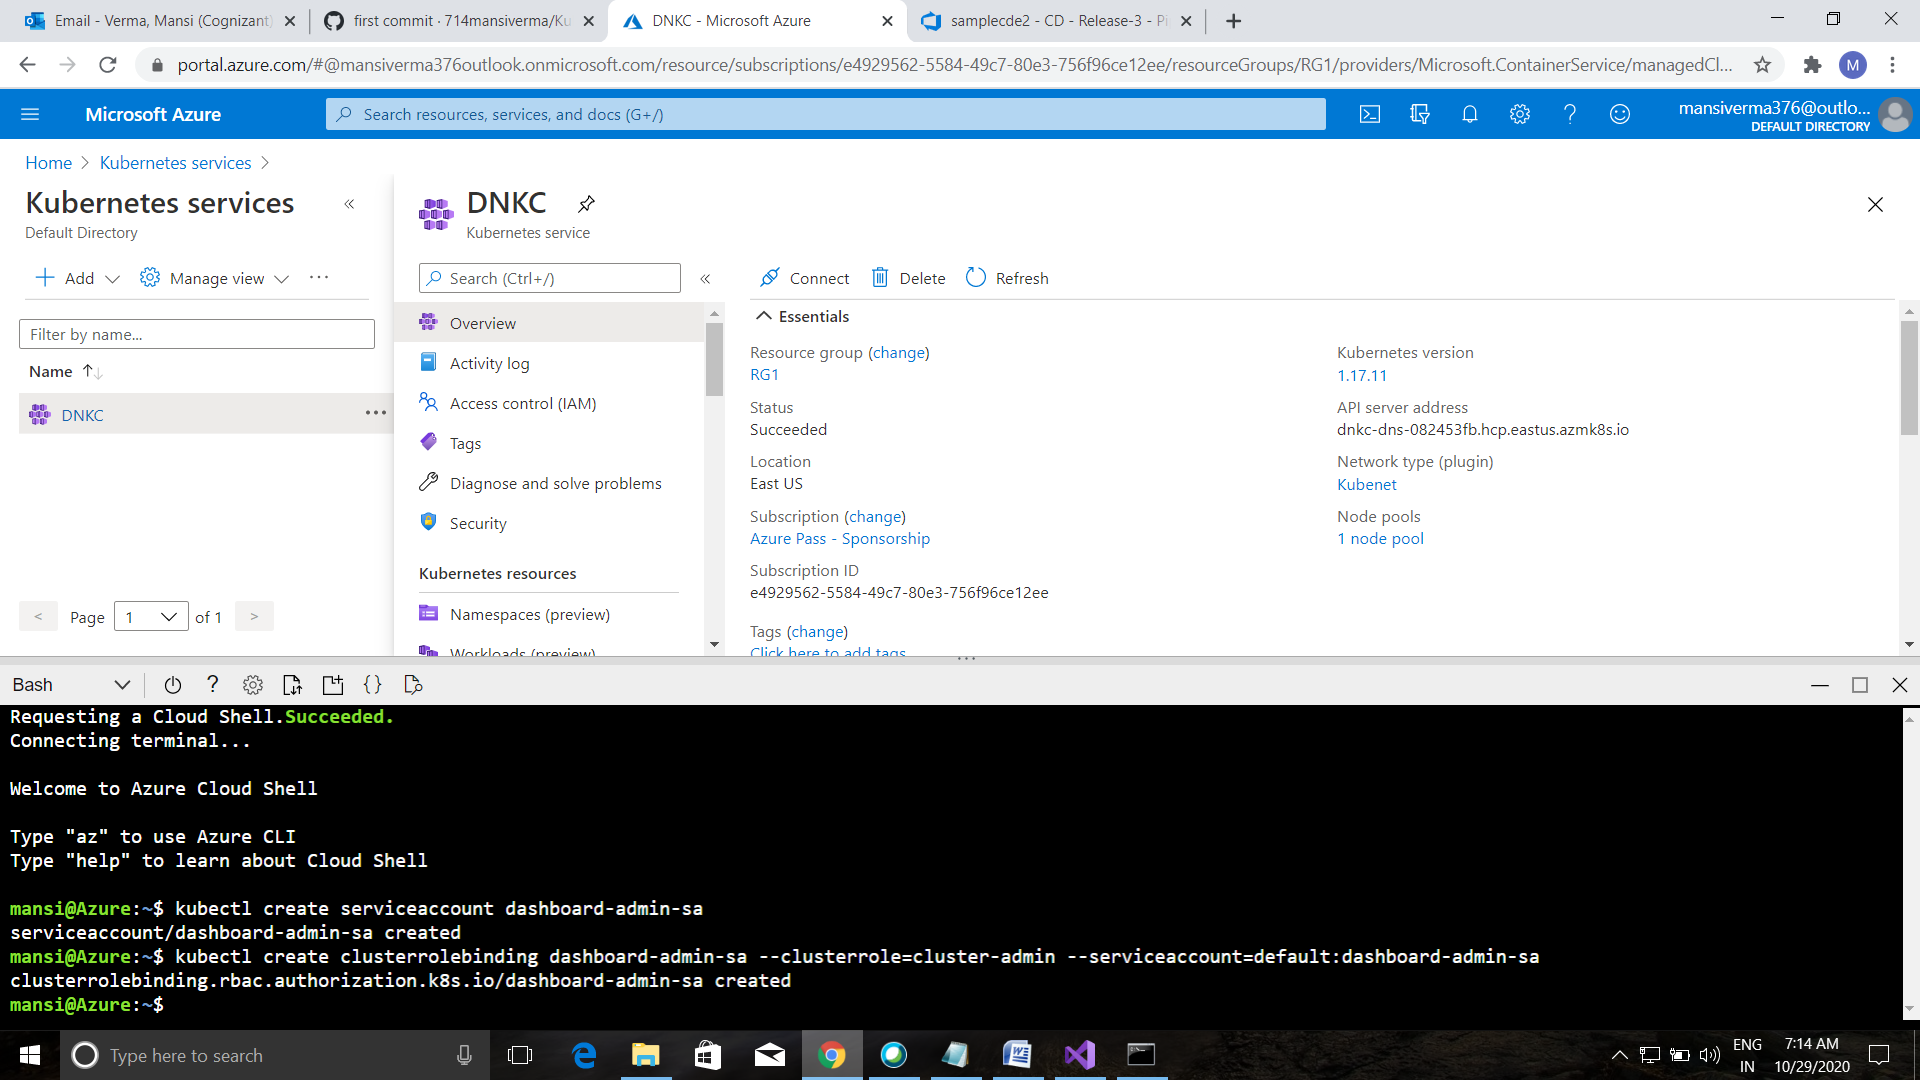 Email - Verma, Mansi (Cognizant)
first commit · 714mansiverma/Ku
DNKC - Microsoft Azure
samplecde2 - CD - Release-3 - Pi
portal.azure.com/#@mansiverma376outlook.onmicrosoft.com/resource/subscriptions/e4929562-5584-49c7-80e3-756f96ce12ee/resourceGroups/RG1/providers/Microsoft.ContainerService/managedCl...
M
Microsoft Azure
Search resources, services, and docs (G+/)
mansiverma376@outlo...
DEFAULT DIRECTORY
Home > Kubernetes services >
Kubernetes services «
Default Directory
+ Add
Manage view
...
Filter by name...
Name ↑↓
DNKC ...
< Page 1 of 1 >
DNKC
Kubernetes service
Search (Ctrl+/) «
Overview
Activity log
Access control (IAM)
Tags
Diagnose and solve problems
Security
Kubernetes resources
Namespaces (preview)
Workloads (preview)
Connect Delete Refresh
Essentials
Resource group (change)
RG1
Status
Succeeded
Location
East US
Subscription (change)
Azure Pass - Sponsorship
Subscription ID
e4929562-5584-49c7-80e3-756f96ce12ee
Tags (change)
Click here to add tags
Kubernetes version
1.17.11
API server address
dnkc-dns-082453fb.hcp.eastus.azmk8s.io
Network type (plugin)
Kubenet
Node pools
1 node pool
Bash ? { }
Requesting a Cloud Shell.Succeeded.
Connecting terminal...
Welcome to Azure Cloud Shell
Type "az" to use Azure CLI
Type "help" to learn about Cloud Shell
mansi@Azure:~$ kubectl create serviceaccount dashboard-admin-sa
serviceaccount/dashboard-admin-sa created
mansi@Azure:~$ kubectl create clusterrolebinding dashboard-admin-sa --clusterrole=cluster-admin --serviceaccount=default:dashboard-admin-sa
clusterrolebinding.rbac.authorization.k8s.io/dashboard-admin-sa created
mansi@Azure:~$
Type here to search
ENG
IN
7:14 AM
10/29/2020